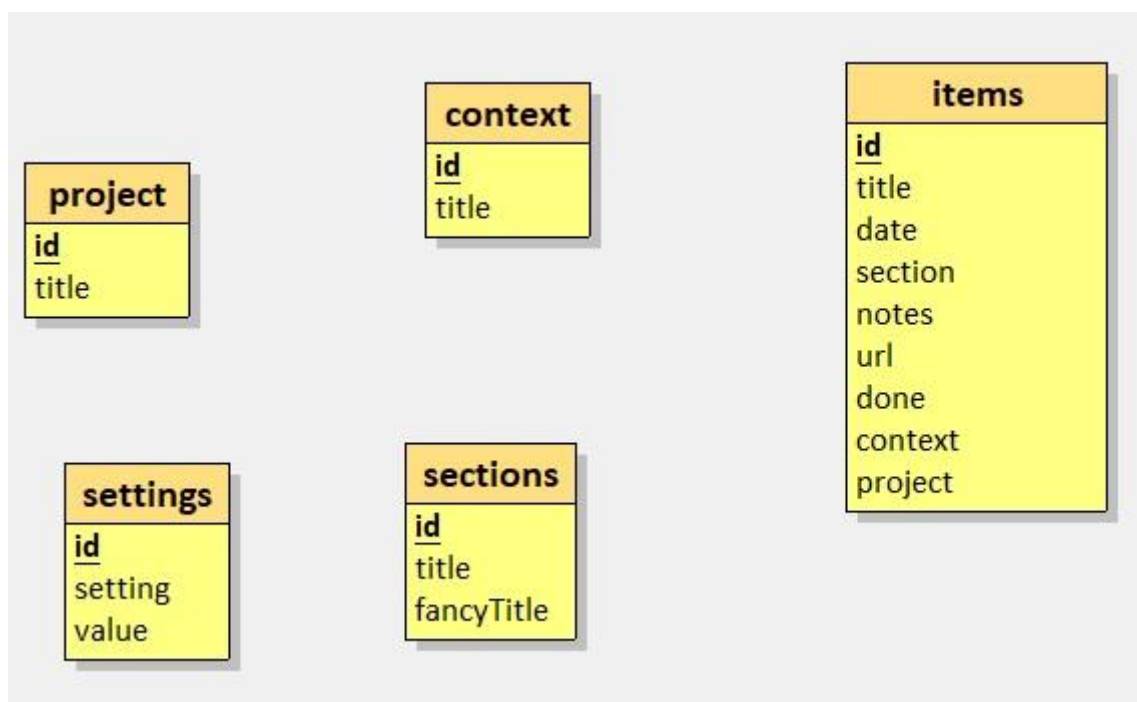 project
id
title
context
id
title
items
id
title
date
section
notes
url
done
context
project
settings
id
setting
value
sections
id
title
fancyTitle